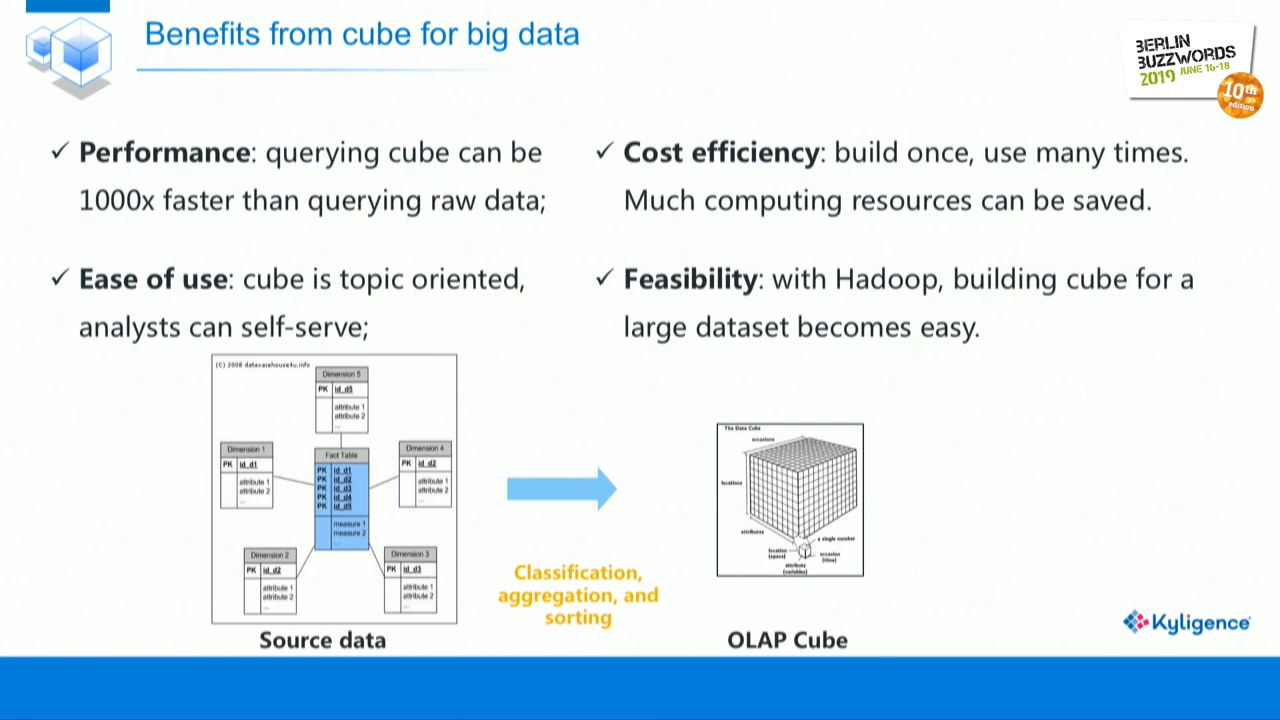 Benefits from cube for big data
BERLIN
BUZZWORDS
2019 JUNE 16-18
10th
edition
✓ Performance: querying cube can be
1000x faster than querying raw data;
✓ Ease of use: cube is topic oriented,
analysts can self-serve;
✓ Cost efficiency: build once, use many times.
Much computing resources can be saved.
✓ Feasibility: with Hadoop, building cube for a
large dataset becomes easy.
(C) 2008 datawarehouse4u.info
Dimension 5
PK id_d5
attribute 1
attribute 2
...
Dimension 1
PK id_d1
attribute 1
attribute 2
...
Fact Table
PK id_d1
PK id_d2
PK id_d3
PK id_d4
PK id_d5
measure 1
measure 2
...
Dimension 4
PK id_d2
attribute 1
attribute 2
...
Dimension 2
PK id_d2
attribute 1
attribute 2
...
Dimension 3
PK id_d3
attribute 1
attribute 2
...
Source data
Classification,
aggregation, and
sorting
The Data Cube
occasions
locations
attributes
a single number
location
(space)
occasion
(time)
attribute
(variables)
OLAP Cube
Kyligence